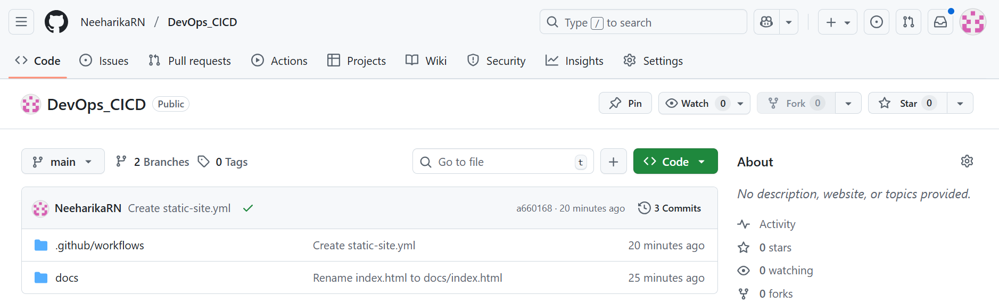 NeeharikaRN / DevOps_CICD Type / to search
Code Issues Pull requests Actions Projects Wiki Security Insights Settings
DevOps_CICD Public Pin Watch 0 Fork 0 Star 0
main 2 Branches 0 Tags Go to file t Code About
No description, website, or topics provided.
NeeharikaRN Create static-site.yml a660168 · 20 minutes ago 3 Commits
Activity
.github/workflows Create static-site.yml 20 minutes ago
0 stars
0 watching
docs Rename index.html to docs/index.html 25 minutes ago
0 forks